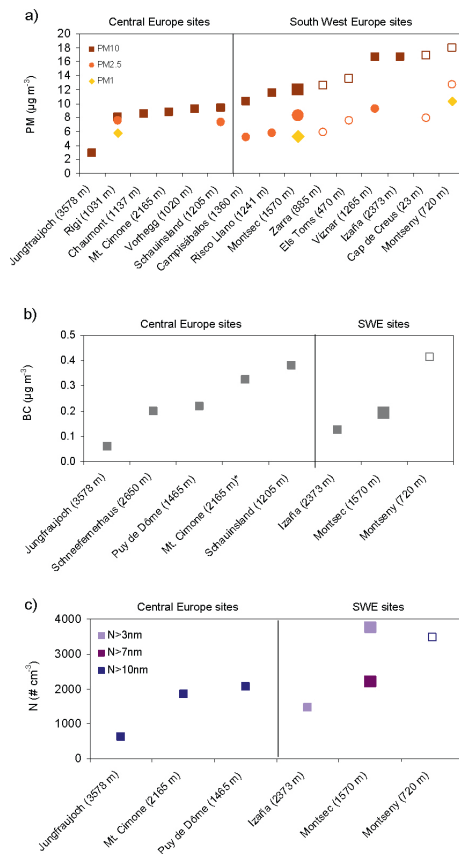 a)
Central Europe sites
South West Europe sites
PM10
PM2.5
PM1
PM (µg m-3)
20
18
16
14
12
10
8
6
4
2
0
Jungfraujoch (3578 m)
Rigi (1031 m)
Chaumont (1137 m)
Mt. Cimone (2165 m)
Vorhegg (1020 m)
Schauinsland (1205 m)
Campisábalos (1360 m)
Risco Llano (1241 m)
Montsec (1570 m)
Zarra (885 m)
Els Toms (470 m)
Víznar (1265 m)
Izaña (2373 m)
Cap de Creus (23 m)
Montseny (720 m)
b)
Central Europe sites
SWE sites
BC (µg m-3)
0.5
0.4
0.3
0.2
0.1
0.0
Jungfraujoch (3578 m)
Schneefernerhaus (2650 m)
Puy de Dôme (1465 m)
Mt. Cimone (2165 m)*
Schauinsland (1205 m)
Izaña (2373 m)
Montsec (1570 m)
Montseny (720 m)
c)
Central Europe sites
SWE sites
N>3nm
N>7nm
N>10nm
N (# cm-3)
4000
3000
2000
1000
0
Jungfraujoch (3578 m)
Mt. Cimone (2165 m)
Puy de Dôme (1465 m)
Izaña (2373 m)
Montsec (1570 m)
Montseny (720 m)